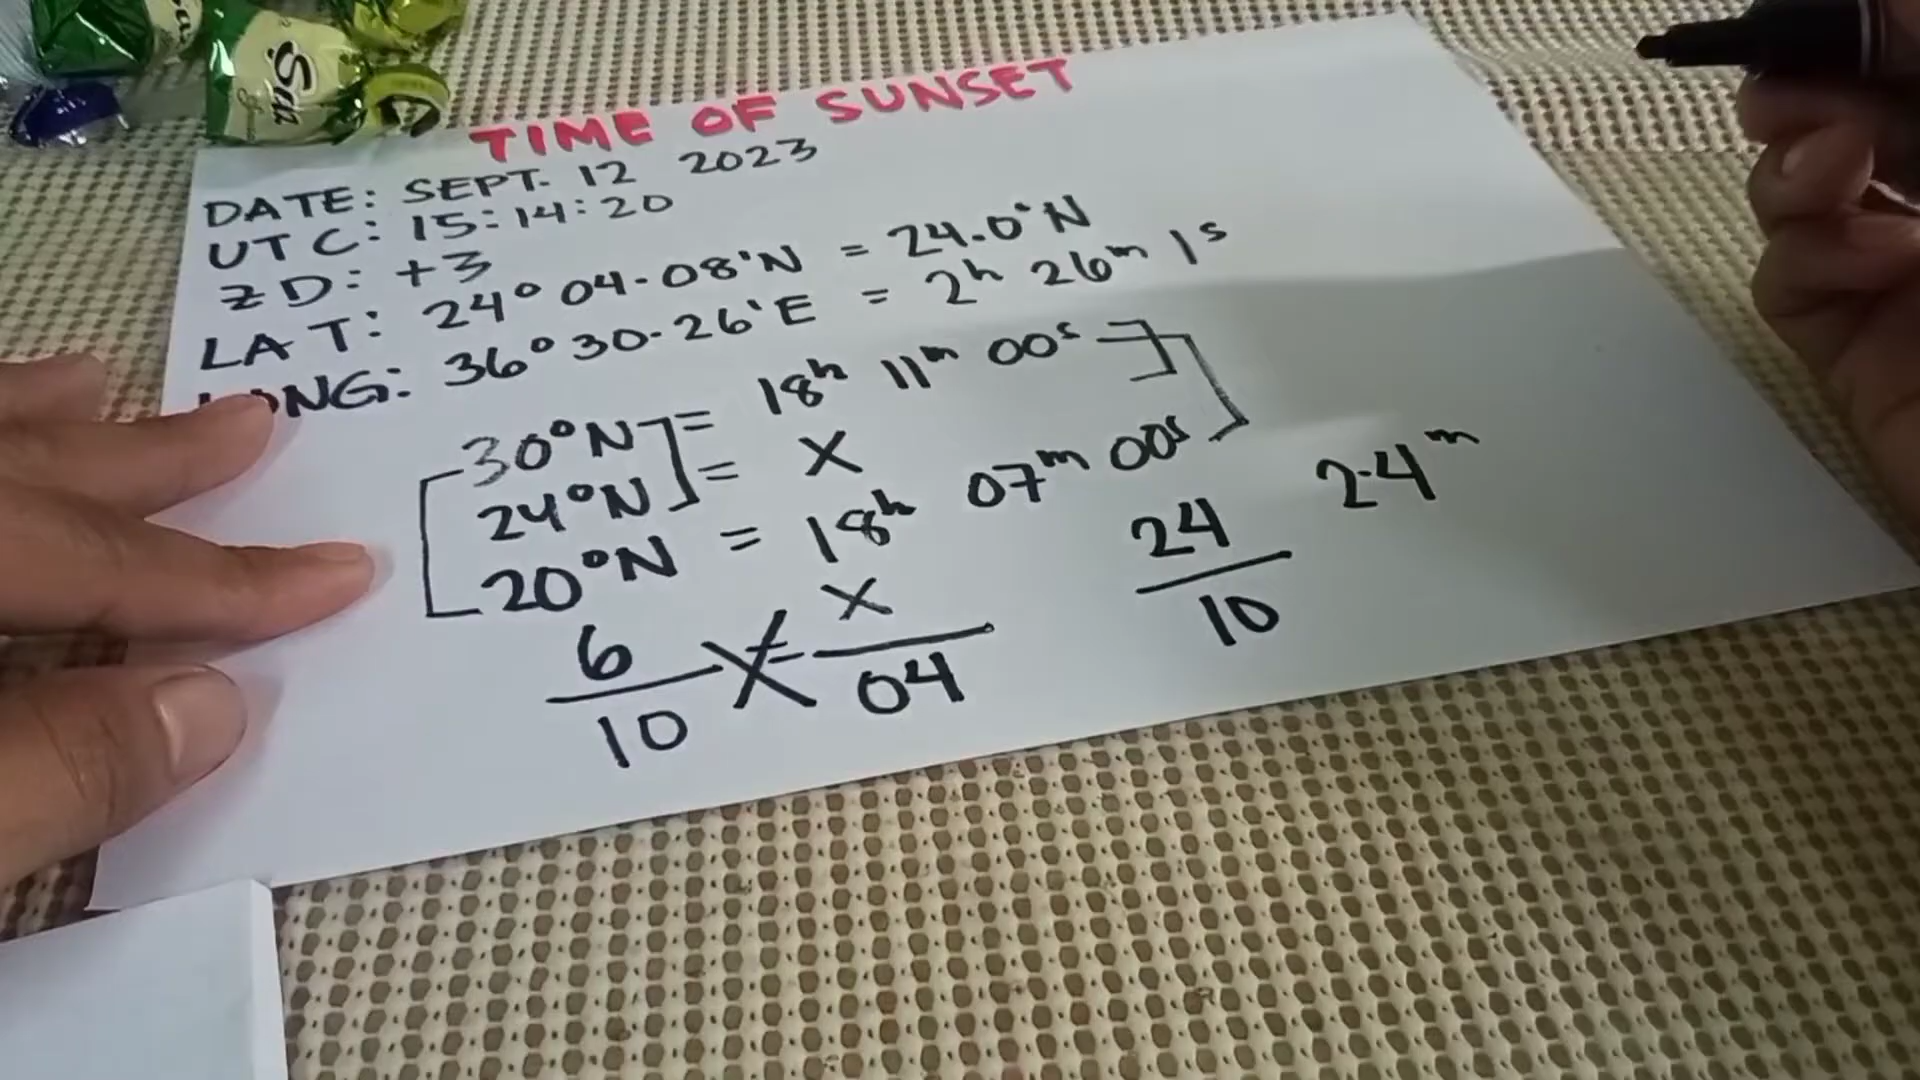 TIME OF SUNSET
DATE: SEPT. 12 2023
UTC: 15:14:20
ZD: +3
LAT: 24° 04.08'N = 24.0°N
LONG: 36° 30.26'E = 2h 26m 1s
30°N = 18h 11m 00s
24°N = X
20°N = 18h 07m 00s
6/10 = X/04
24/10 2.4m